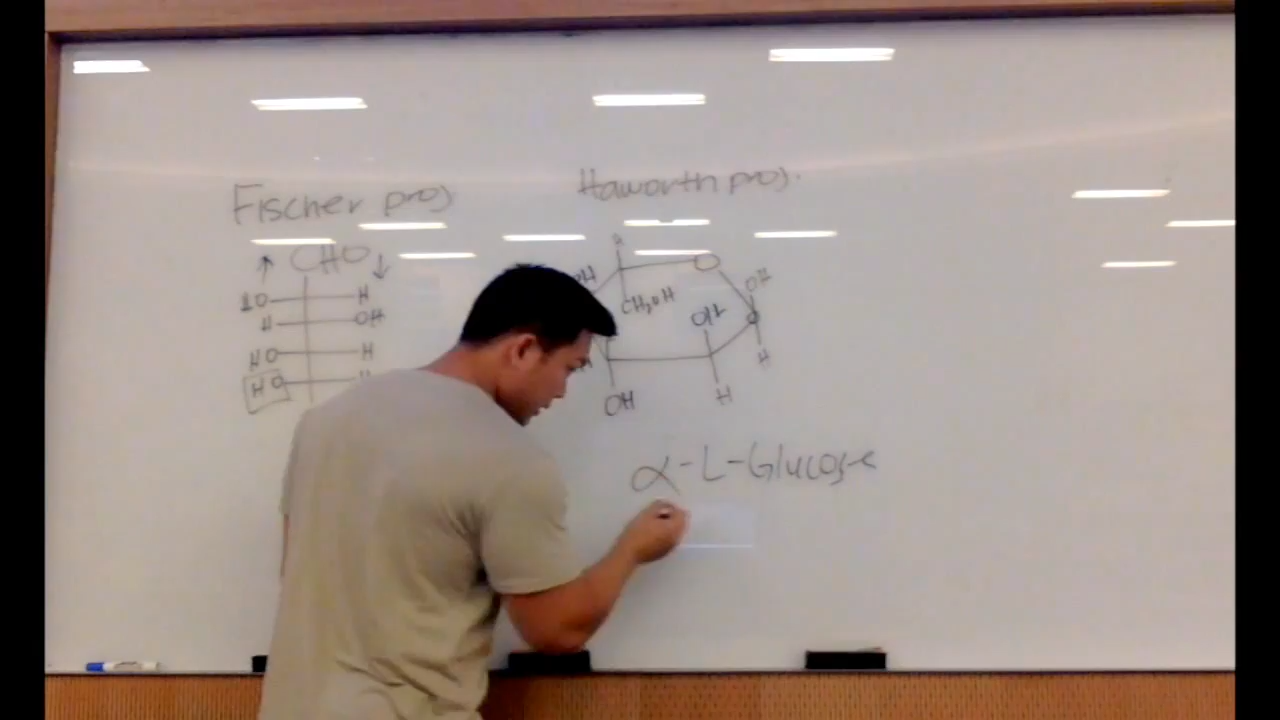 Fischer proj
Haworth proj.
↑ CHO ↓
HO H
H OH
HO H
HO H
H O
OH CH2OH OH
OH
H
OH H
α-L-Glucose